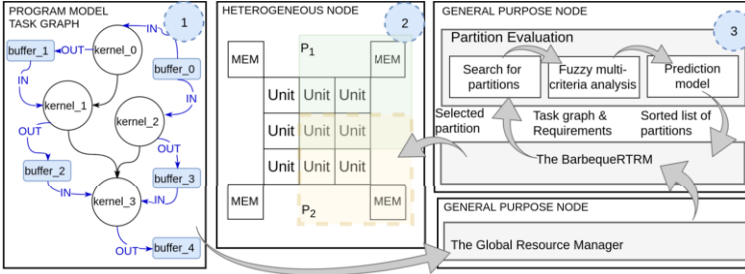 PROGRAM MODEL
TASK GRAPH
1
IN
buffer_1
OUT
kernel_0
buffer_0
IN
IN
kernel_1
kernel_2
OUT
OUT
buffer_2
buffer_3
IN
IN
kernel_3
OUT
buffer_4
HETEROGENEOUS NODE
2
P1
MEM
MEM
Unit Unit Unit
Unit Unit Unit
Unit Unit Unit
MEM
MEM
P2
GENERAL PURPOSE NODE
3
Partition Evaluation
Search for
partitions
Fuzzy multi-
criteria analysis
Prediction
model
Selected
partition
Task graph &
Requirements
Sorted list of
partitions
The BarbequeRTRM
GENERAL PURPOSE NODE
The Global Resource Manager